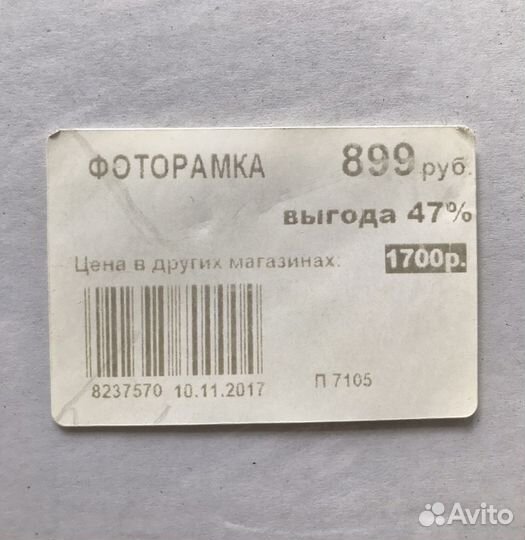 ФОТОРАМКА 899 руб.
выгода 47%
Цена в других магазинах: 1700р.
8237570 10.11.2017 П 7105
Avito